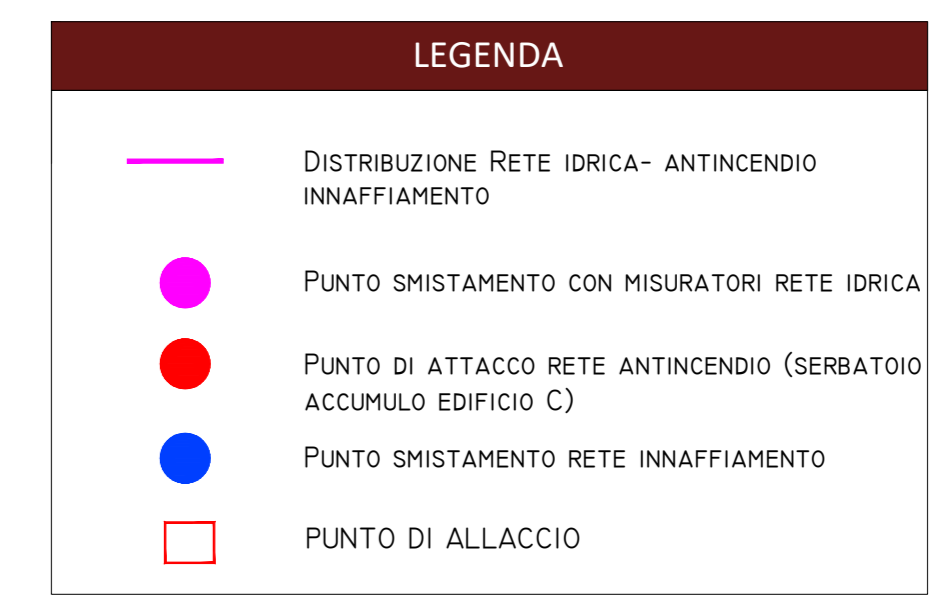 LEGENDA
Distribuzione Rete idrica- antincendio
innaffiamento
Punto smistamento con misuratori rete idrica
Punto di attacco rete antincendio (serbatoio
accumulo edificio C)
Punto smistamento rete innaffiamento
PUNTO DI ALLACCIO